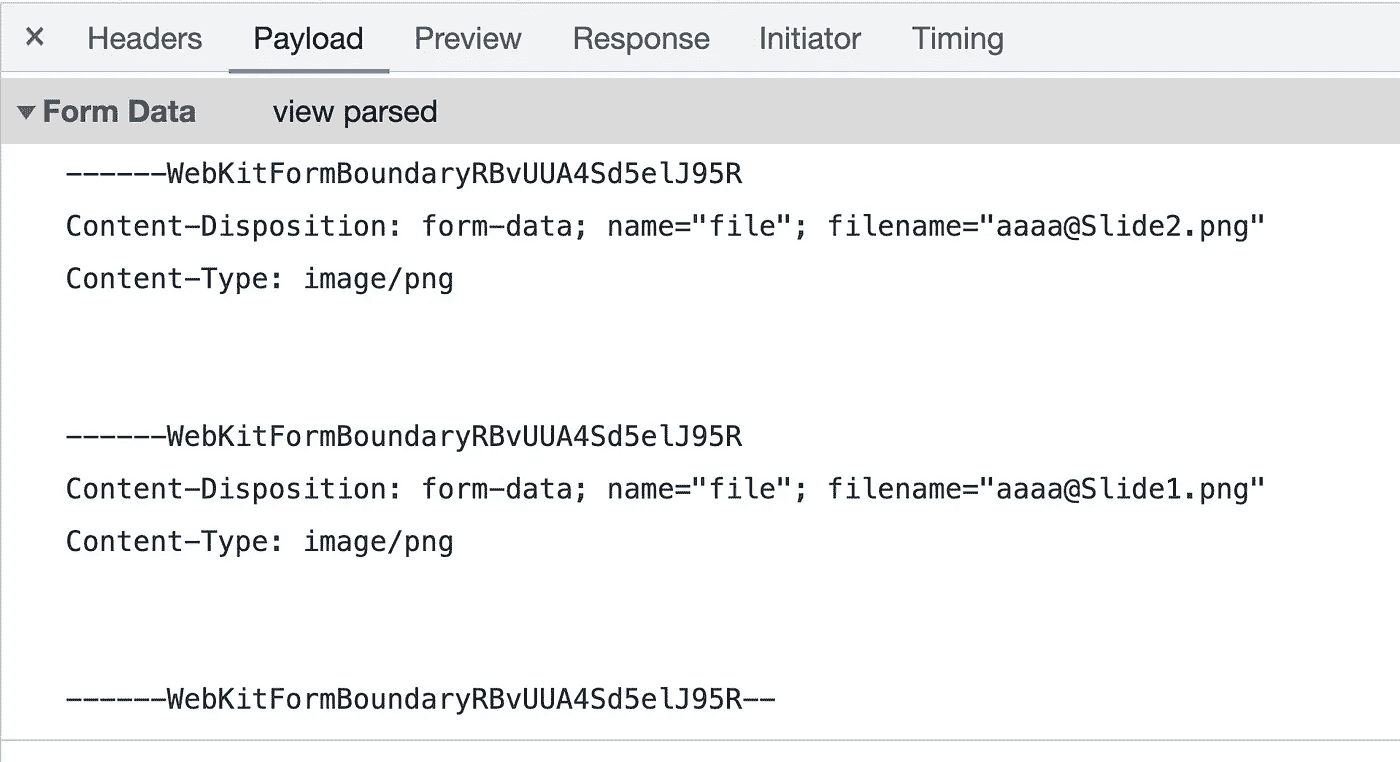 × Headers Payload Preview Response Initiator Timing
▼ Form Data view parsed
------WebKitFormBoundaryRBvUUA4Sd5elJ95R
Content-Disposition: form-data; name="file"; filename="aaaa@Slide2.png"
Content-Type: image/png
------WebKitFormBoundaryRBvUUA4Sd5elJ95R
Content-Disposition: form-data; name="file"; filename="aaaa@Slide1.png"
Content-Type: image/png
------WebKitFormBoundaryRBvUUA4Sd5elJ95R--